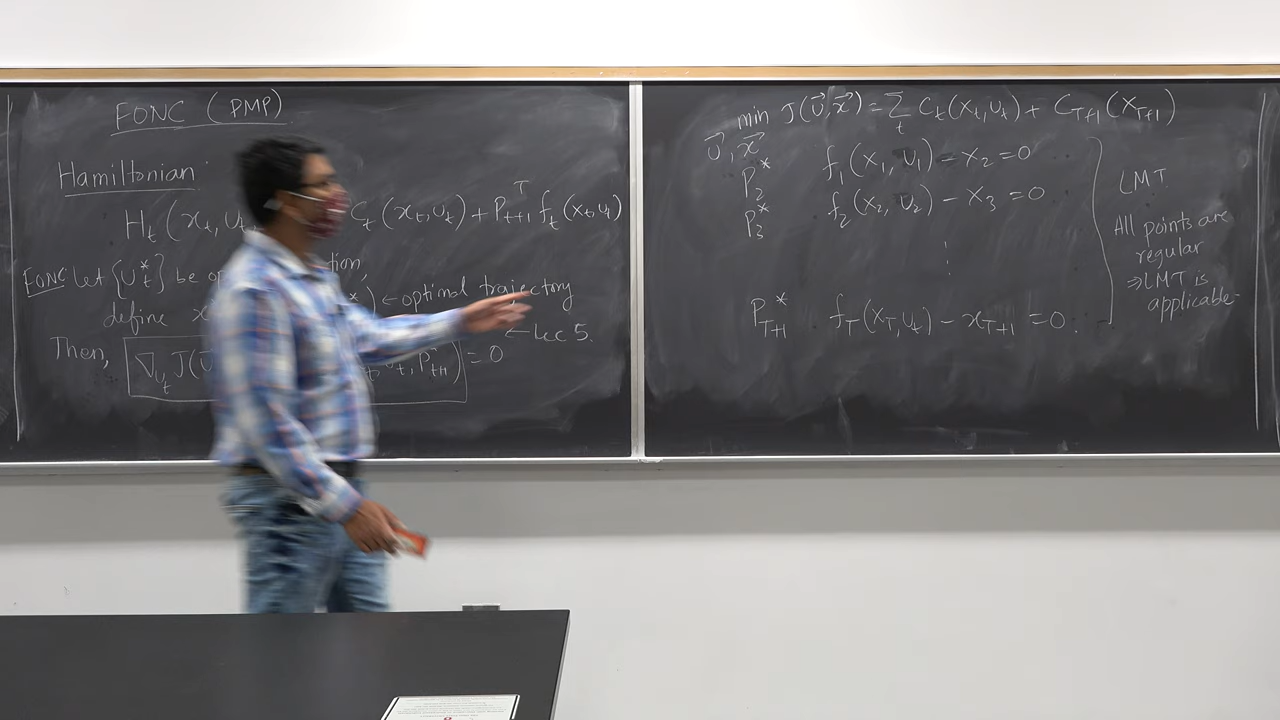 FONC (PMP)
Hamiltonian
H_t (x_t, u_t C_t (x_t, u_t) + P_{t+1}^T f_t (x_t, u_t)
FONC Let {U_t^*} be op tion,
define x *) ← optimal trajectory
← Lec 5.
Then, ∇_{u_t} J(U u_t, P_{t+1}^*) = 0
min J(U⃗, x⃗) = Σ_t C_t (x_t, u_t) + C_{T+1} (x_{T+1})
U⃗, x⃗
P_2^* f_1 (x_1, u_1) - x_2 = 0
P_3^* f_2 (x_2, u_2) - x_3 = 0
⋮
P_{T+1}^* f_T (x_T, u_t) - x_{T+1} = 0.
LMT
All points are
regular
⇒ LMT is
applicable